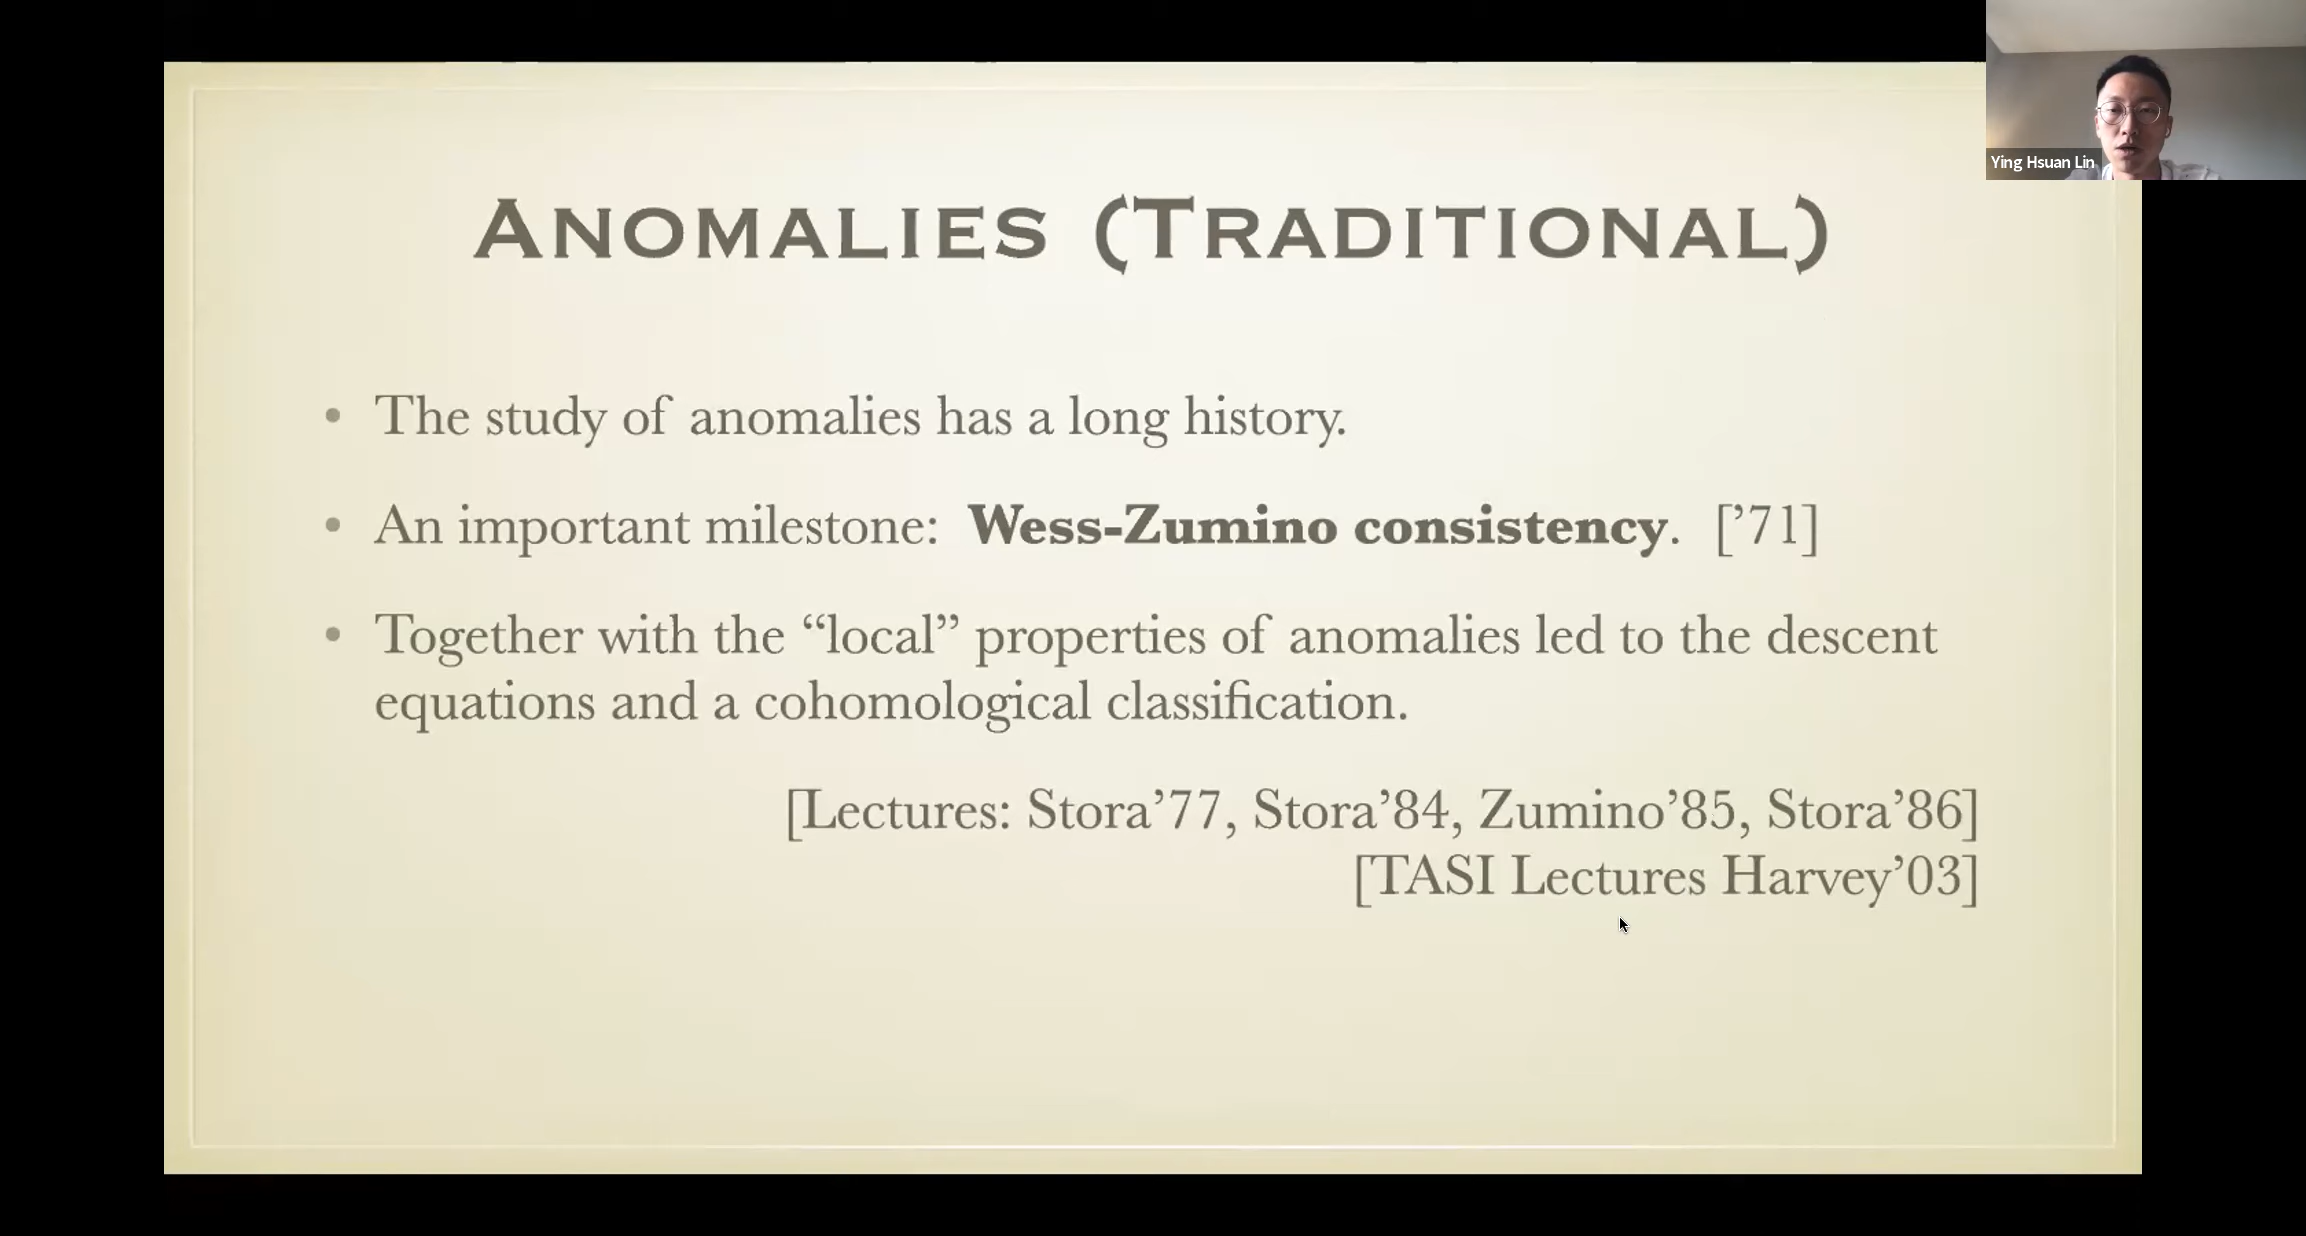 Ying Hsuan Lin
ANOMALIES (TRADITIONAL)
• The study of anomalies has a long history.
• An important milestone: Wess-Zumino consistency. [’71]
• Together with the “local” properties of anomalies led to the descent
equations and a cohomological classification.
[Lectures: Stora’77, Stora’84, Zumino’85, Stora’86]
[TASI Lectures Harvey’03]